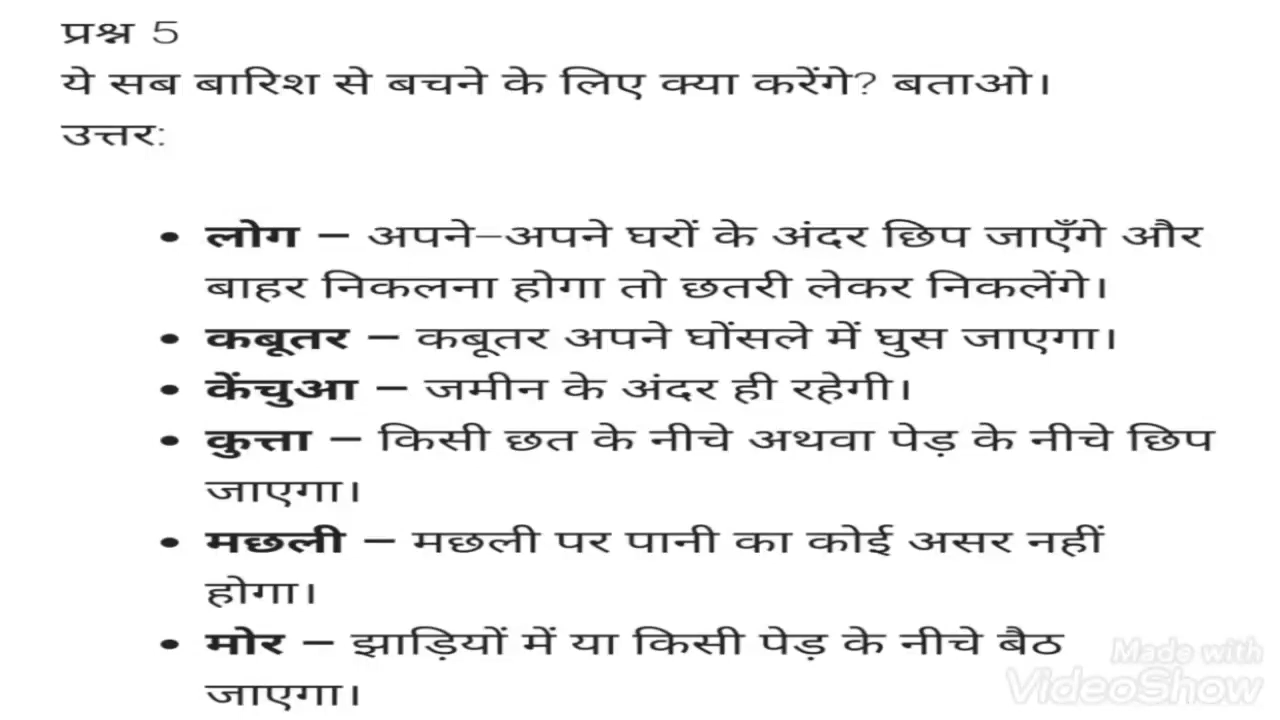 प्रश्न 5
ये सब बारिश से बचने के लिए क्या करेंगे? बताओ।
उत्तर:
• लोग – अपने–अपने घरों के अंदर छिप जाएँगे और
बाहर निकलना होगा तो छतरी लेकर निकलेंगे।
• कबूतर – कबूतर अपने घोंसले में घुस जाएगा।
• केंचुआ – जमीन के अंदर ही रहेगी।
• कुत्ता – किसी छत के नीचे अथवा पेड़ के नीचे छिप
जाएगा।
• मछली – मछली पर पानी का कोई असर नहीं
होगा।
• मोर – झाड़ियों में या किसी पेड़ के नीचे बैठ
जाएगा।
Made with
VideoShow